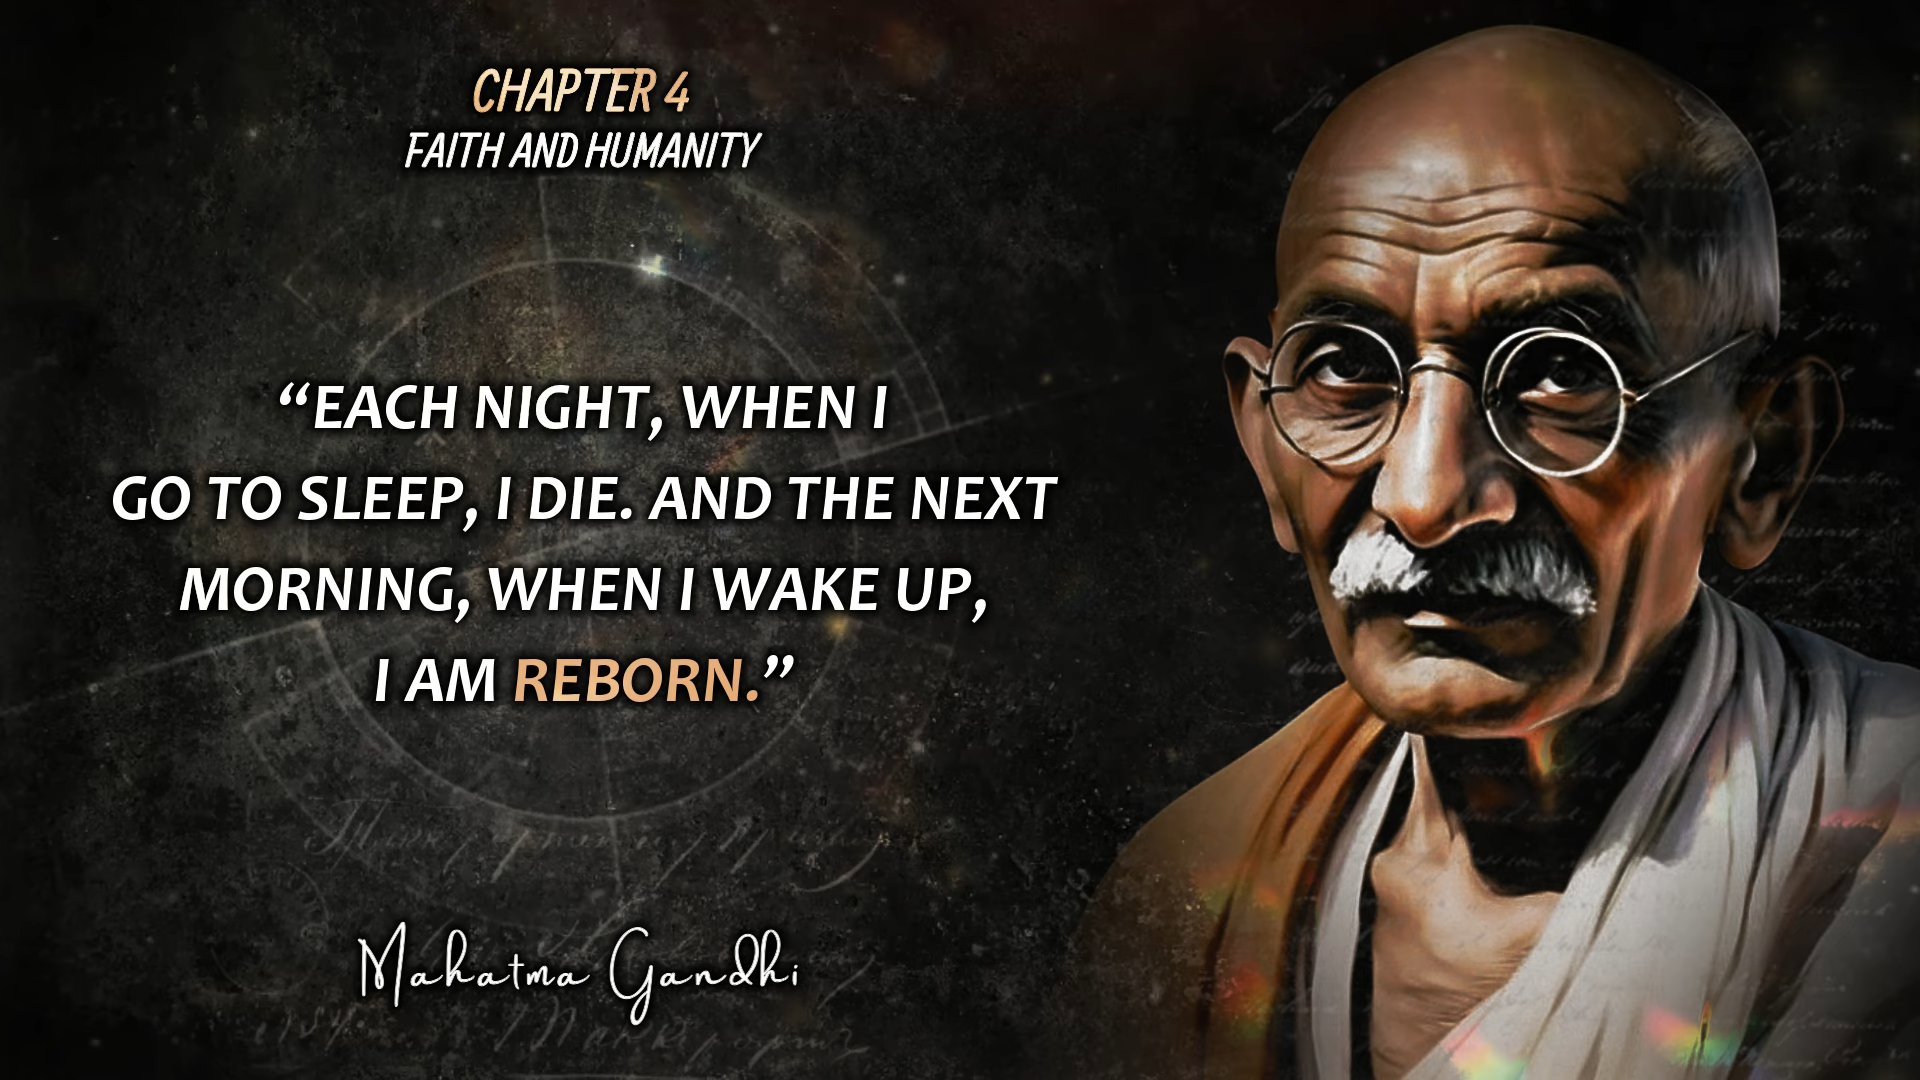 CHAPTER 4
FAITH AND HUMANITY
“EACH NIGHT, WHEN I
GO TO SLEEP, I DIE. AND THE NEXT
MORNING, WHEN I WAKE UP,
I AM REBORN.”
Mahatma Gandhi